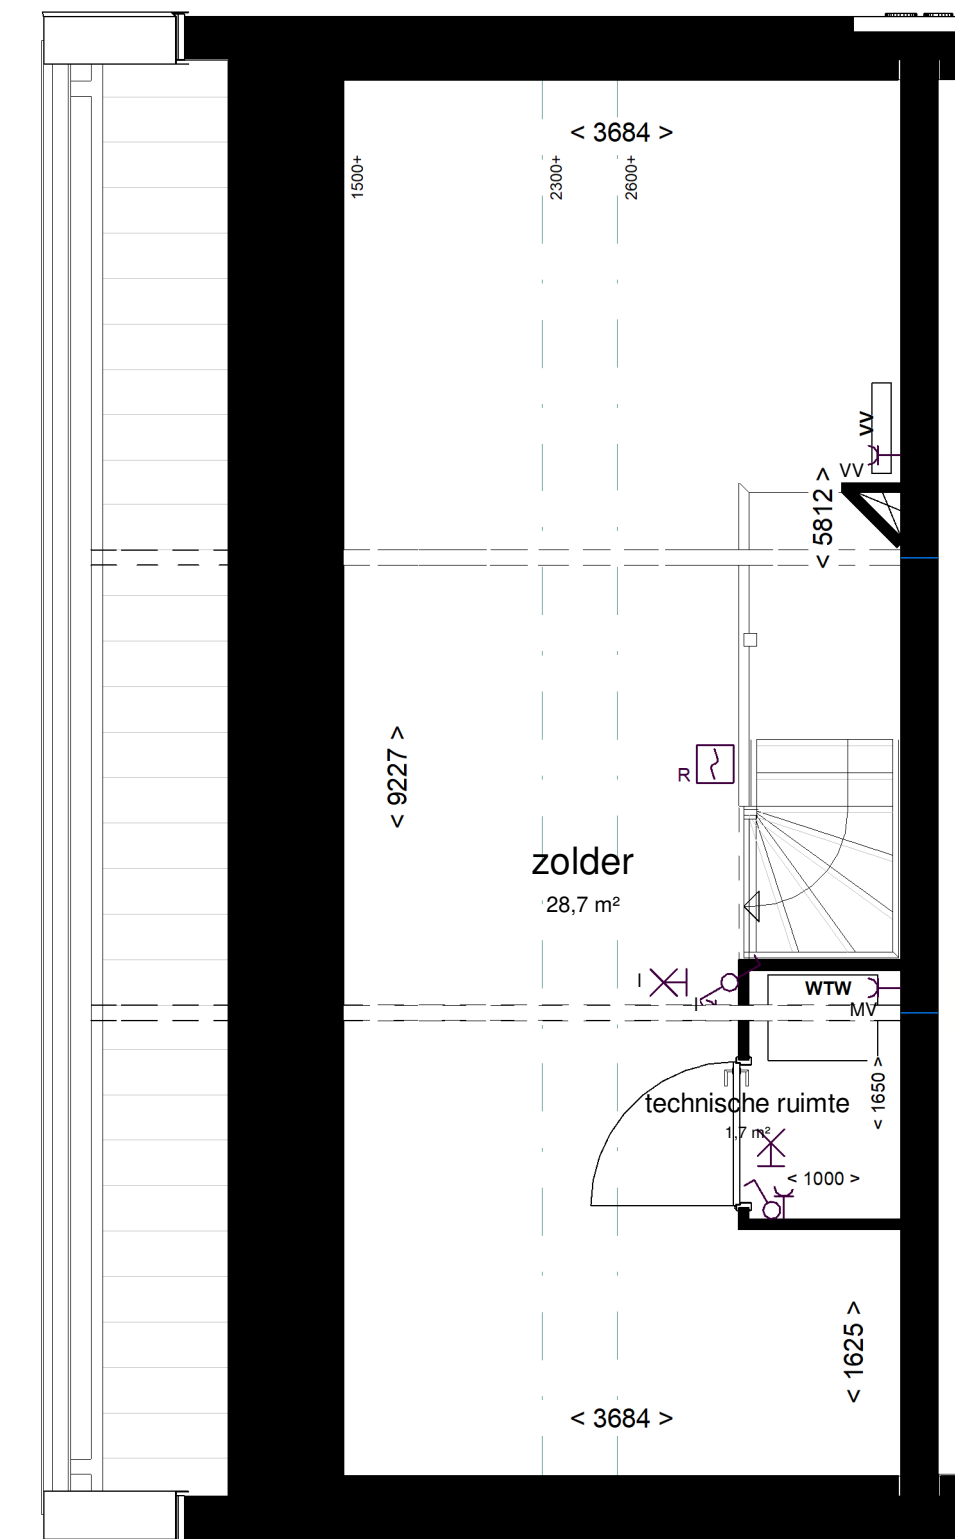 < 3684 >
1500+
2300+
2600+
VV
VV
< 5812 >
< 9227 >
R
zolder
28,7 m²
I
I
WTW
MV
< 1650 >
technische ruimte
1,7 m²
< 1000 >
< 1625 >
< 3684 >